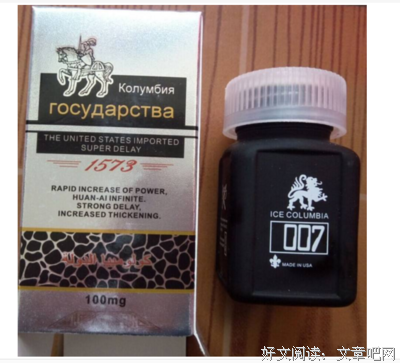 Колумбия
государства
THE UNITED STATES IMPORTED
SUPER DELAY
1573
RAPID INCREASE OF POWER,
HUAN-AI INFINITE.
STRONG DELAY,
INCREASED THICKENING.
100mg
ICE COLUMBIA
007
MADE IN USA
好文阅读：文章吧网